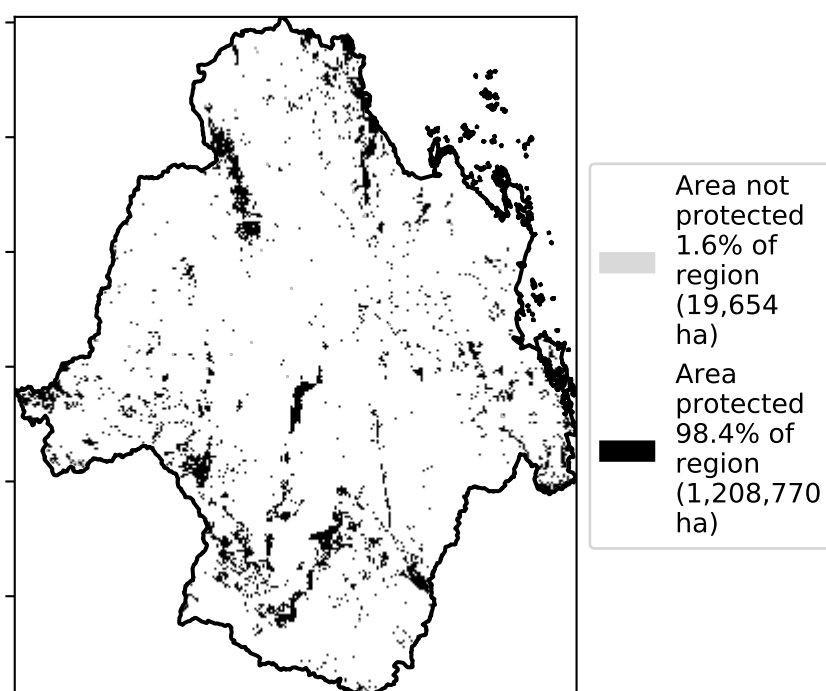 Area not
protected
1.6% of
region
(19,654
ha)
Area
protected
98.4% of
region
(1,208,770
ha)